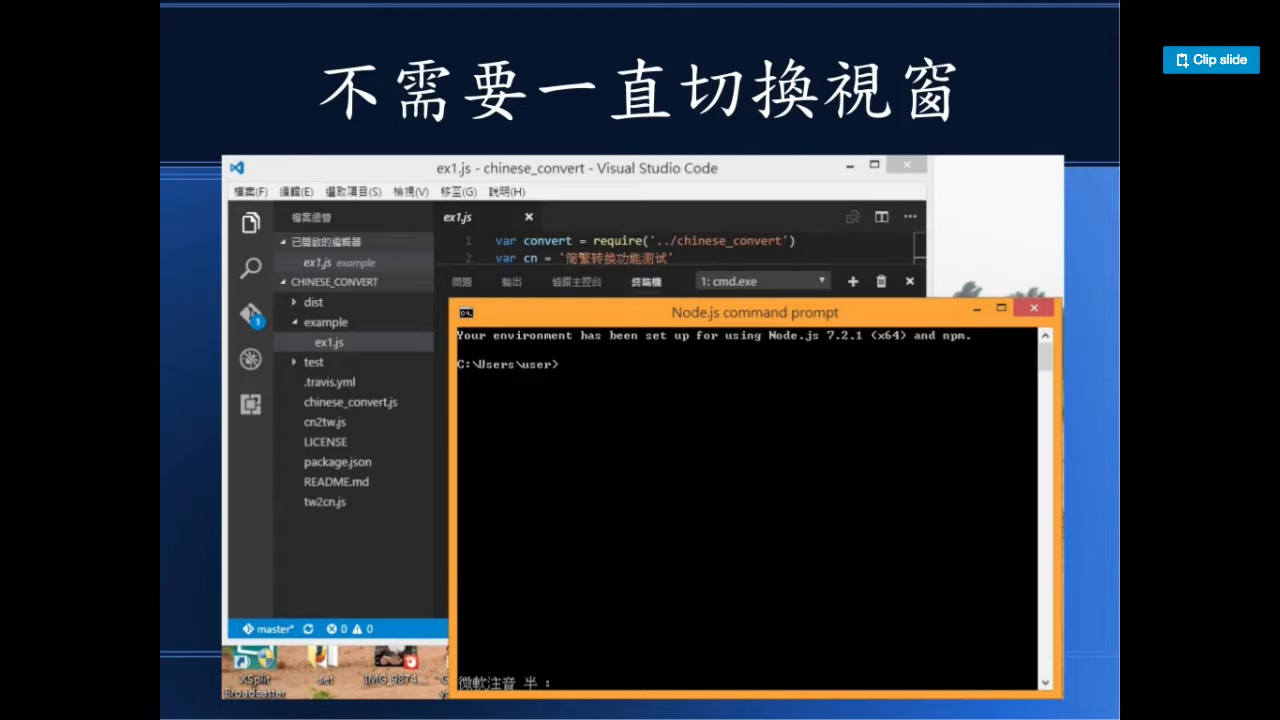 Clip slide
不需要一直切換視窗
ex1.js - chinese_convert - Visual Studio Code
檔案(F) 編輯(E) 選取項目(S) 檢視(V) 移至(G) 說明(H)
檔案總管
ex1.js
已開啟的編輯器
ex1.js example
CHINESE_CONVERT
dist
example
ex1.js
test
.travis.yml
chinese_convert.js
cn2tw.js
LICENSE
package.json
README.md
tw2cn.js
1 var convert = require('../chinese_convert')
2 var cn = '简繁转换功能测试'
問題 輸出 偵錯主控台 終端機 1: cmd.exe
1
master* 0 0
Node.js command prompt
Your environment has been set up for using Node.js 7.2.1 (x64) and npm.
C:\Users\user>
微軟注音 半 :
XSplit
Broadcaster
set
IMG_9874...